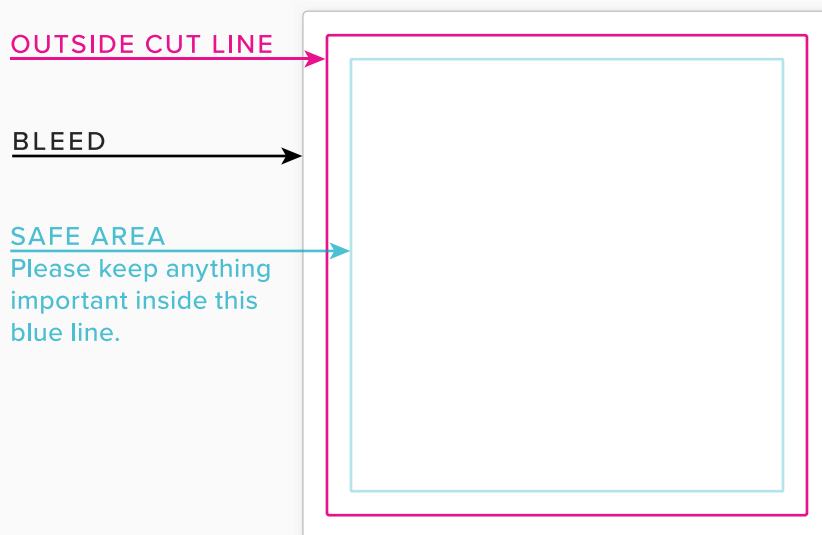 OUTSIDE CUT LINE
BLEED
SAFE AREA
Please keep anything
important inside this
blue line.